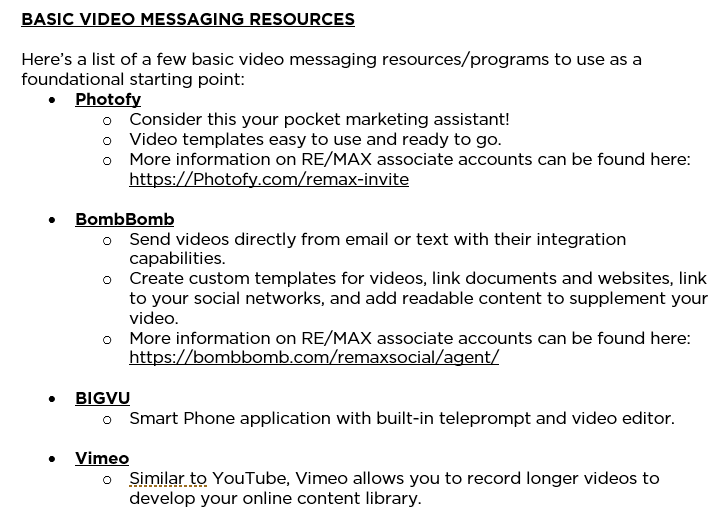 BASIC VIDEO MESSAGING RESOURCES
Here's a list of a few basic video messaging resources/programs to use as a
foundational starting point:
• Photofy
o Consider this your pocket marketing assistant!
o Video templates easy to use and ready to go.
o More information on RE/MAX associate accounts can be found here:
https://Photofy.com/remax-invite
• BombBomb
o Send videos directly from email or text with their integration
capabilities.
o Create custom templates for videos, link documents and websites, link
to your social networks, and add readable content to supplement your
video.
o More information on RE/MAX associate accounts can be found here:
https://bombbomb.com/remaxsocial/agent/
• BIGVU
o Smart Phone application with built-in teleprompt and video editor.
• Vimeo
o Similar to YouTube, Vimeo allows you to record longer videos to
develop your online content library.